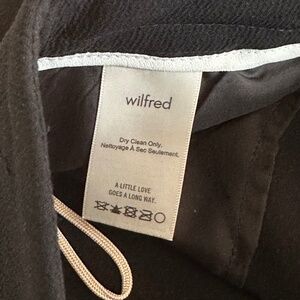 wilfred
Dry Clean Only.
Nettoyage À Sec Seulement.
A LITTLE LOVE
GOES A LONG WAY.